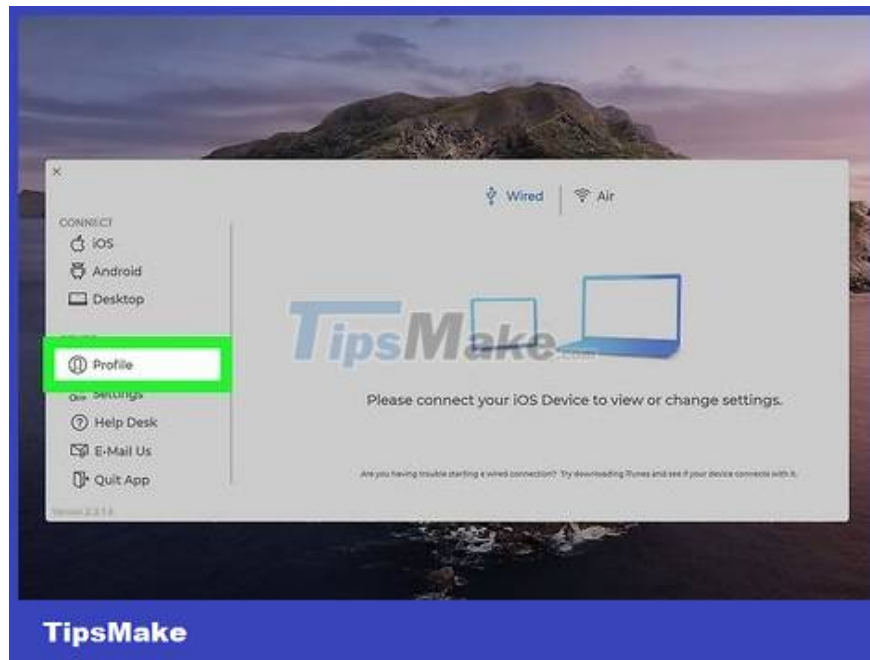 Wired
Air
CONNECT
iOS
Android
Desktop
Profile
Settings
Help Desk
E-Mail Us
Quit App
TipsMake.com
Please connect your iOS Device to view or change settings.
Are you having trouble starting a wired connection? Try downloading iTunes and see if your device connects with it.
TipsMake